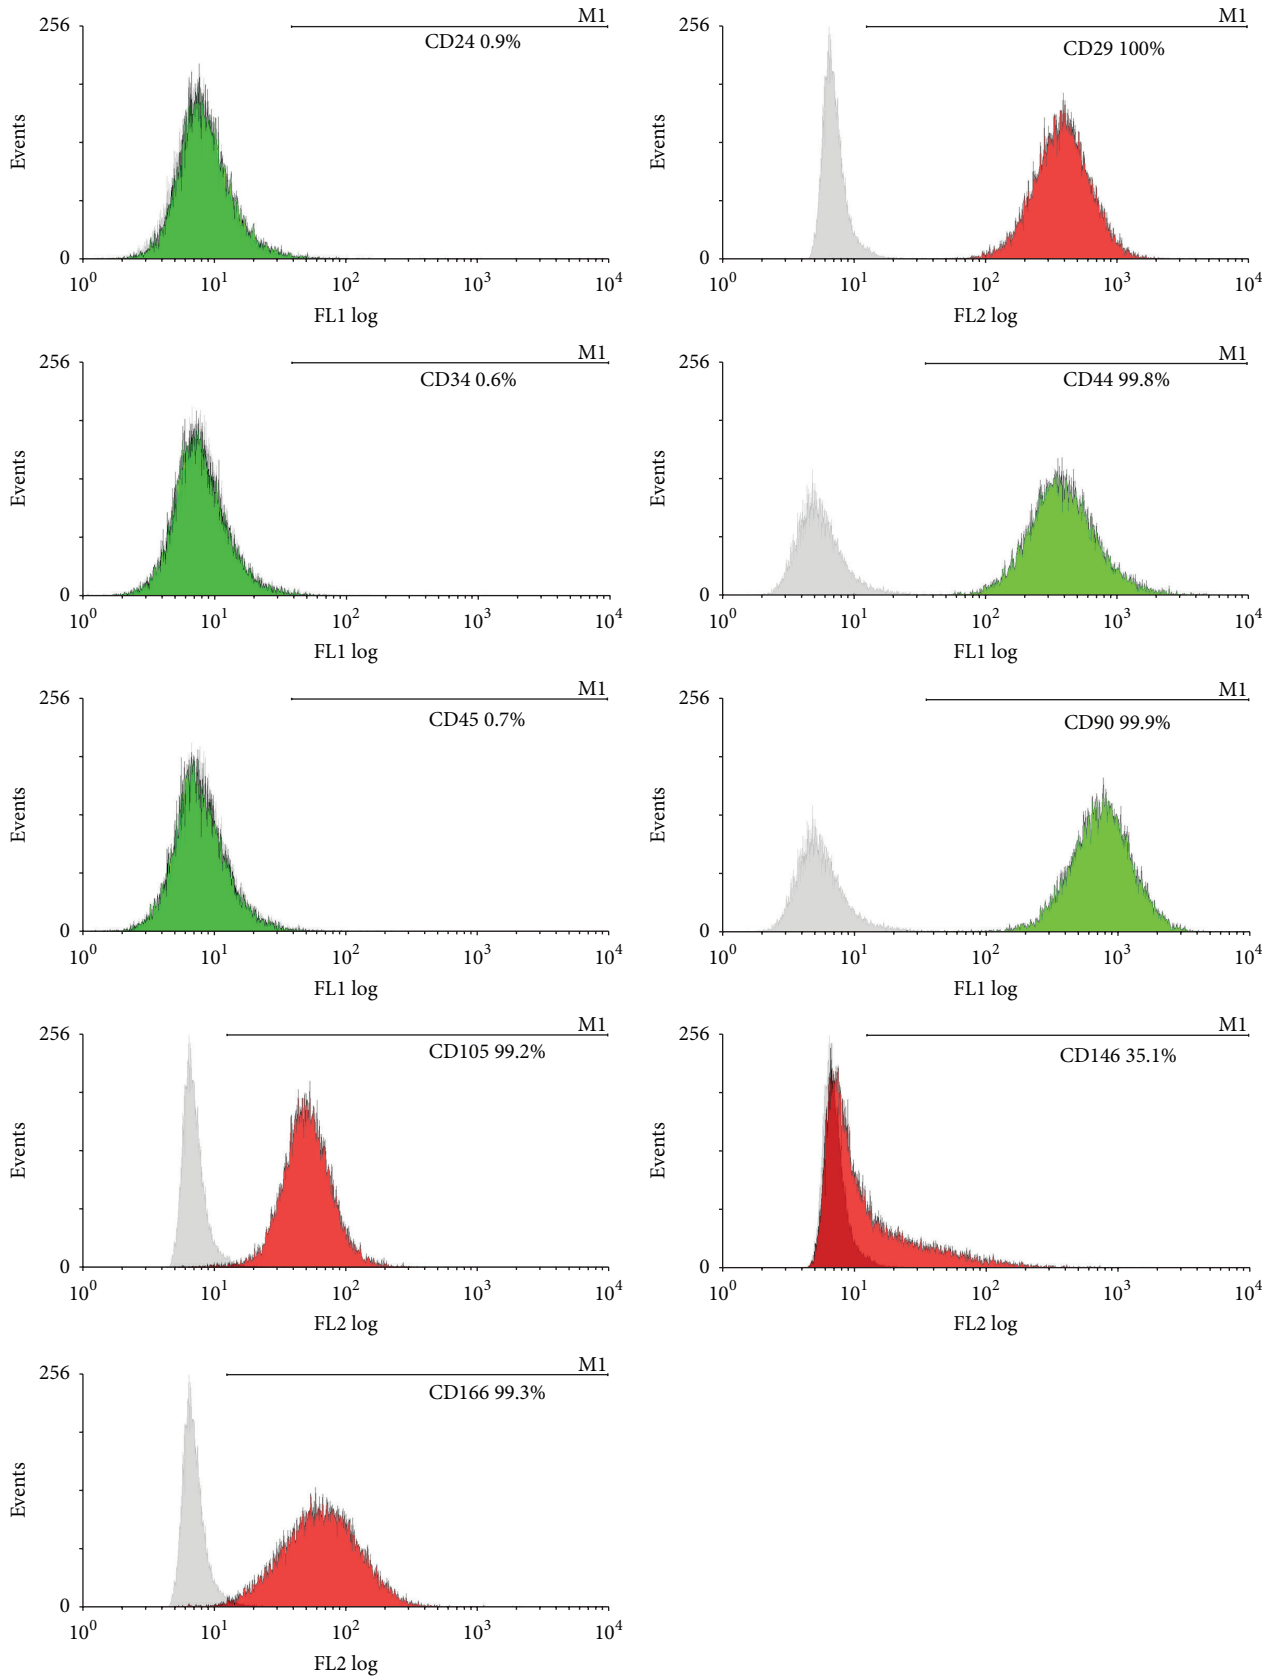 M1
256
CD24 0.9%
Events
0
10^0 10^1 10^2 10^3 10^4
FL1 log
M1
256
CD29 100%
Events
0
10^0 10^1 10^2 10^3 10^4
FL2 log
M1
256
CD34 0.6%
Events
0
10^0 10^1 10^2 10^3 10^4
FL1 log
M1
256
CD44 99.8%
Events
0
10^0 10^1 10^2 10^3 10^4
FL1 log
M1
256
CD45 0.7%
Events
0
10^0 10^1 10^2 10^3 10^4
FL1 log
M1
256
CD90 99.9%
Events
0
10^0 10^1 10^2 10^3 10^4
FL1 log
M1
256
CD105 99.2%
Events
0
10^0 10^1 10^2 10^3 10^4
FL2 log
M1
256
CD146 35.1%
Events
0
10^0 10^1 10^2 10^3 10^4
FL2 log
M1
256
CD166 99.3%
Events
0
10^0 10^1 10^2 10^3 10^4
FL2 log